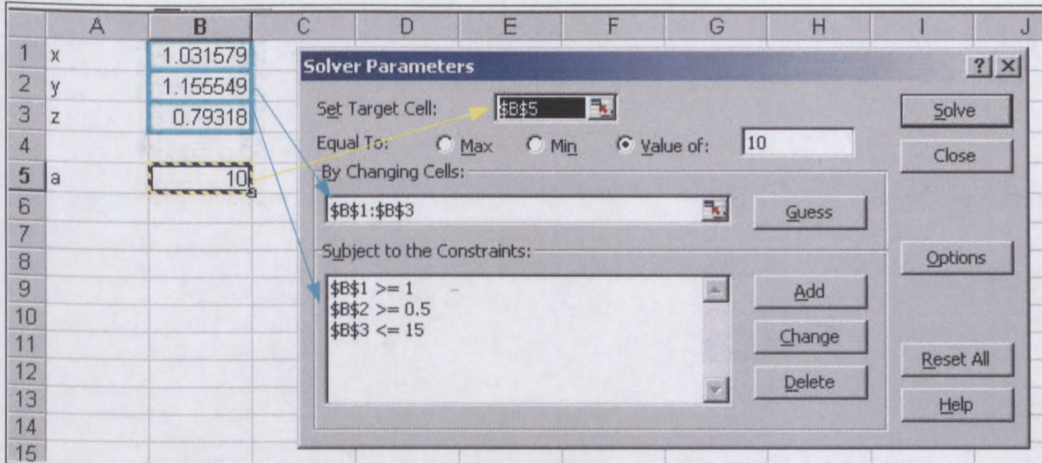 A B C D E F G H I J
1 x 1.031579
2 y 1.155549
3 z 0.79318
4
5 a 10
6
7
8
9
10
11
12
13
14
15
Solver Parameters ? ×
Set Target Cell: $B$5 Solve
Equal To: Max Min Value of: 10 Close
By Changing Cells:
$B$1:$B$3 Guess
Subject to the Constraints: Options
$B$1 >= 1 Add
$B$2 >= 0.5
$B$3 <= 15 Change
Reset All
Delete
Help